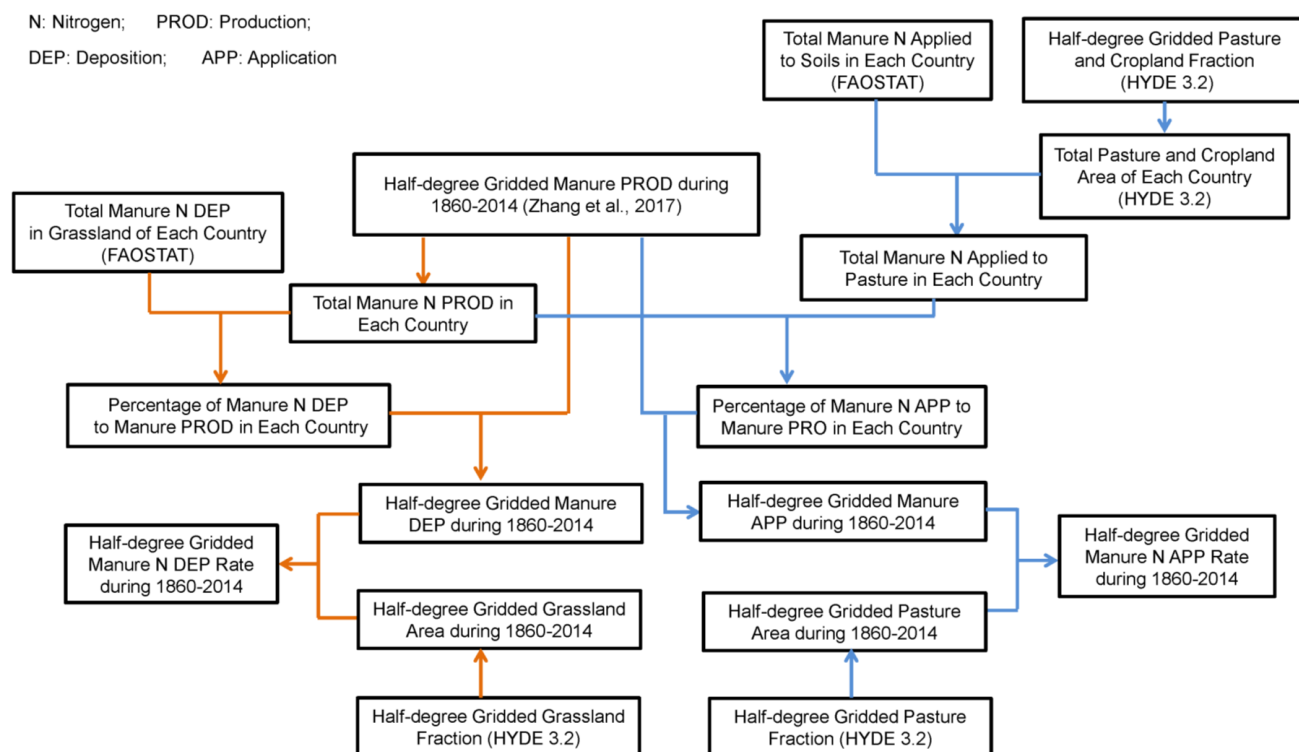 N: Nitrogen; PROD: Production;
DEP: Deposition; APP: Application
Total Manure N Applied
to Soils in Each Country
(FAOSTAT)
Half-degree Gridded Pasture
and Cropland Fraction
(HYDE 3.2)
Total Pasture and Cropland
Area of Each Country
(HYDE 3.2)
Half-degree Gridded Manure PROD during
1860-2014 (Zhang et al., 2017)
Total Manure N DEP
in Grassland of Each Country
(FAOSTAT)
Total Manure N Applied to
Pasture in Each Country
Total Manure N PROD in
Each Country
Percentage of Manure N DEP
to Manure PROD in Each Country
Percentage of Manure N APP to
Manure PRO in Each Country
Half-degree Gridded Manure
DEP during 1860-2014
Half-degree Gridded Manure
APP during 1860-2014
Half-degree Gridded
Manure N DEP Rate
during 1860-2014
Half-degree Gridded
Manure N APP Rate
during 1860-2014
Half-degree Gridded Grassland
Area during 1860-2014
Half-degree Gridded Pasture
Area during 1860-2014
Half-degree Gridded Grassland
Fraction (HYDE 3.2)
Half-degree Gridded Pasture
Fraction (HYDE 3.2)